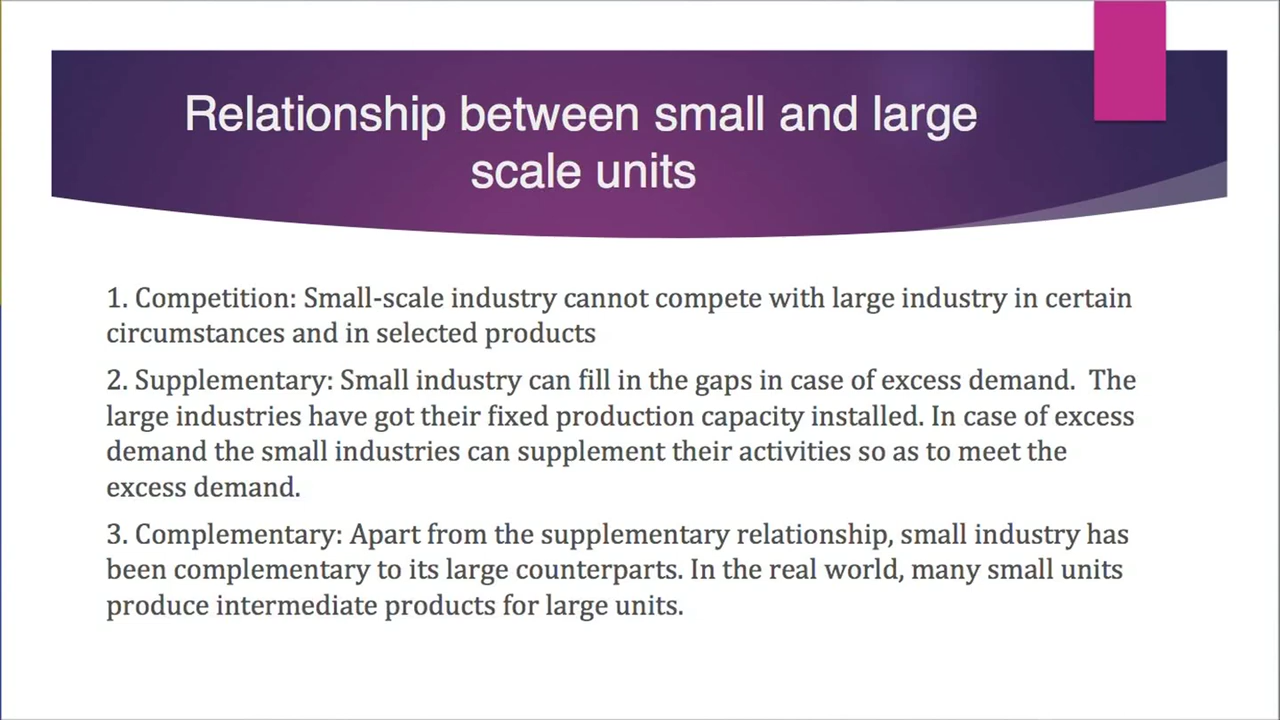 Relationship between small and large
scale units
1. Competition: Small-scale industry cannot compete with large industry in certain
circumstances and in selected products
2. Supplementary: Small industry can fill in the gaps in case of excess demand.  The
large industries have got their fixed production capacity installed. In case of excess
demand the small industries can supplement their activities so as to meet the
excess demand.
3. Complementary: Apart from the supplementary relationship, small industry has
been complementary to its large counterparts. In the real world, many small units
produce intermediate products for large units.